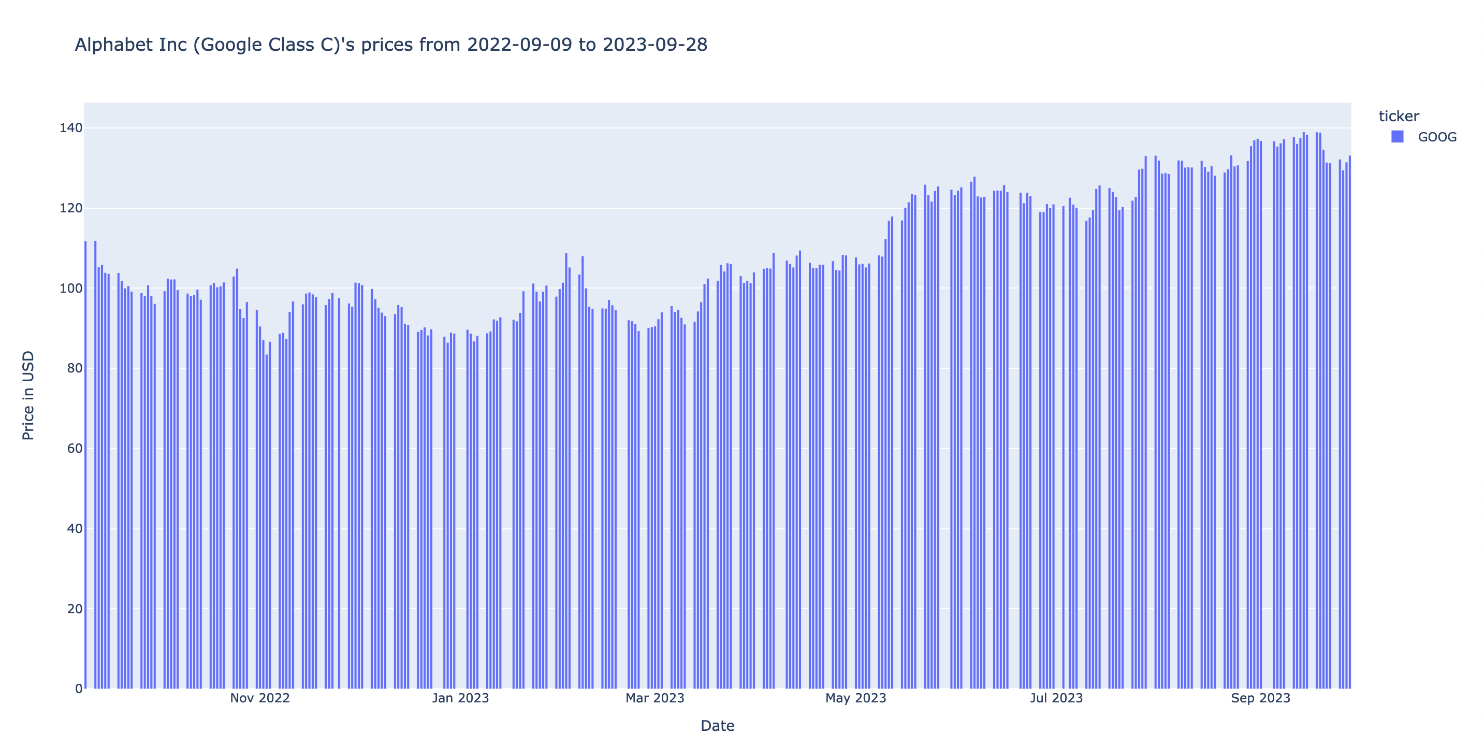 Alphabet Inc (Google Class C)'s prices from 2022-09-09 to 2023-09-28
ticker
GOOG
140
120
100
80
60
40
20
0
Price in USD
Nov 2022
Jan 2023
Mar 2023
May 2023
Jul 2023
Sep 2023
Date